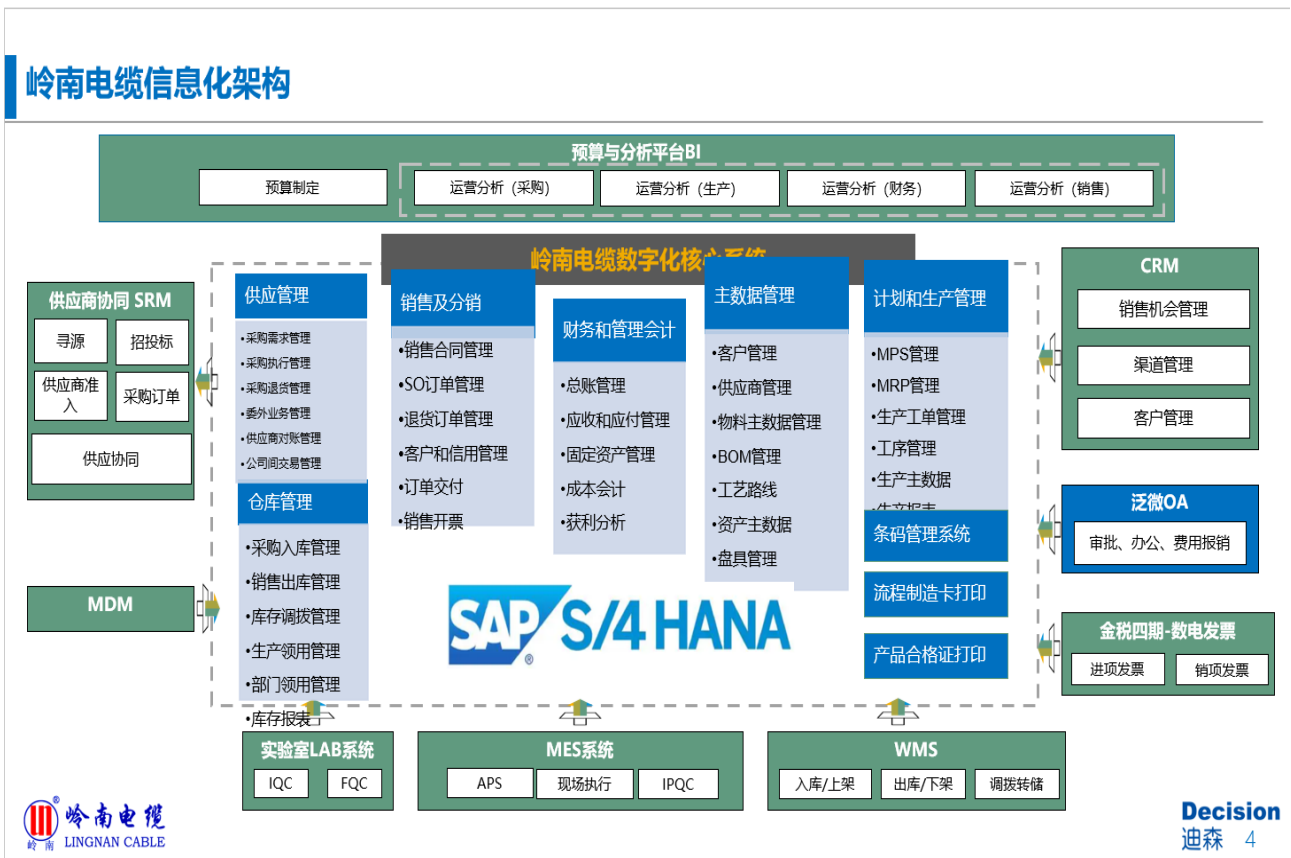 岭南电缆信息化架构
预算与分析平台BI
预算制定
运营分析（采购）
运营分析（生产）
运营分析（财务）
运营分析（销售）
岭南电缆数字化核心系统
供应商协同 SRM
寻源
招投标
供应商准
入
采购订单
供应协同
MDM
供应管理
•采购需求管理
•采购执行管理
•采购退货管理
•委外业务管理
•供应商对账管理
•公司间交易管理
仓库管理
•采购入库管理
•销售出库管理
•库存调拨管理
•生产领用管理
•部门领用管理
•库存报表
销售及分销
•销售合同管理
•SO订单管理
•退货订单管理
•客户和信用管理
•订单交付
•销售开票
财务和管理会计
•总账管理
•应收和应付管理
•固定资产管理
•成本会计
•获利分析
主数据管理
•客户管理
•供应商管理
•物料主数据管理
•BOM管理
•工艺路线
•资产主数据
•盘具管理
计划和生产管理
•MPS管理
•MRP管理
•生产工单管理
•工序管理
•生产主数据
•生产报表
条码管理系统
流程制造卡打印
产品合格证打印
SAP® S/4 HANA
CRM
销售机会管理
渠道管理
客户管理
泛微OA
审批、办公、费用报销
金税四期-数电发票
进项发票
销项发票
实验室LAB系统
IQC
FQC
MES系统
APS
现场执行
IPQC
WMS
入库/上架
出库/下架
调拨转储
®
岭南
岭南电缆
LINGNAN CABLE
Decision
迪森 4